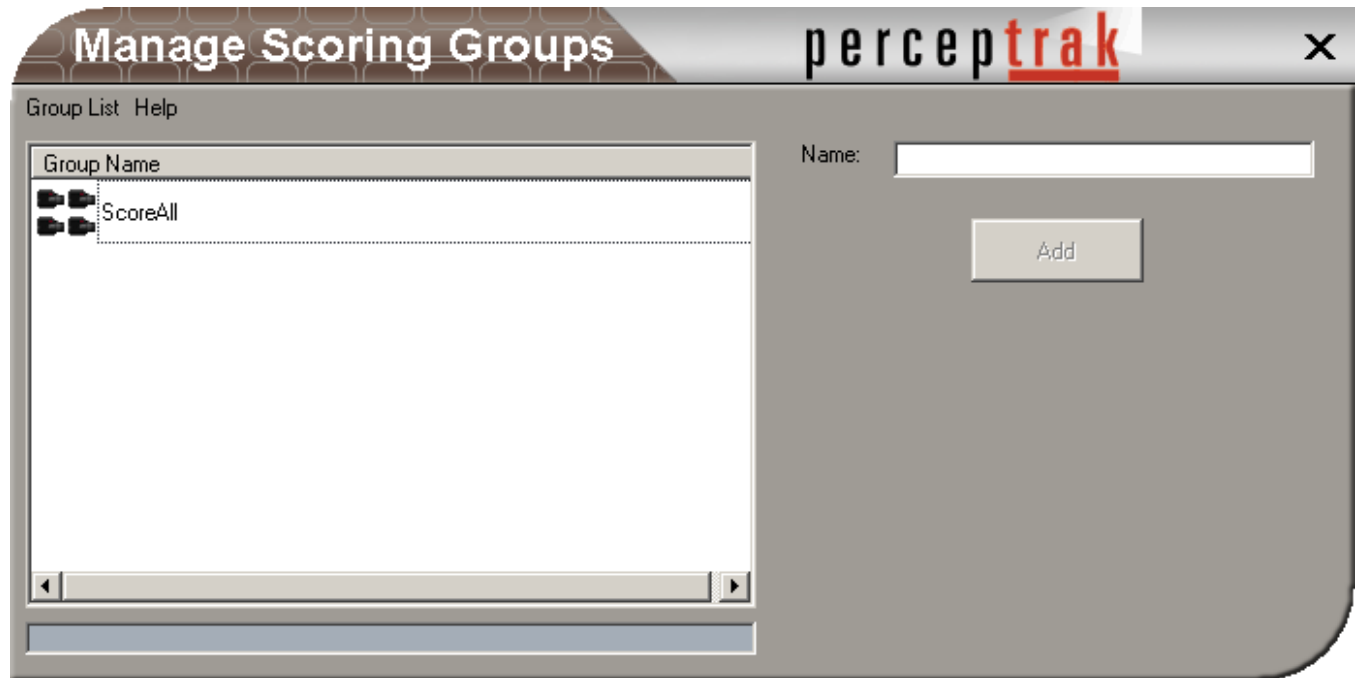 Manage Scoring Groups
perceptrak
Group List Help
Group Name
ScoreAll
Name:
Add